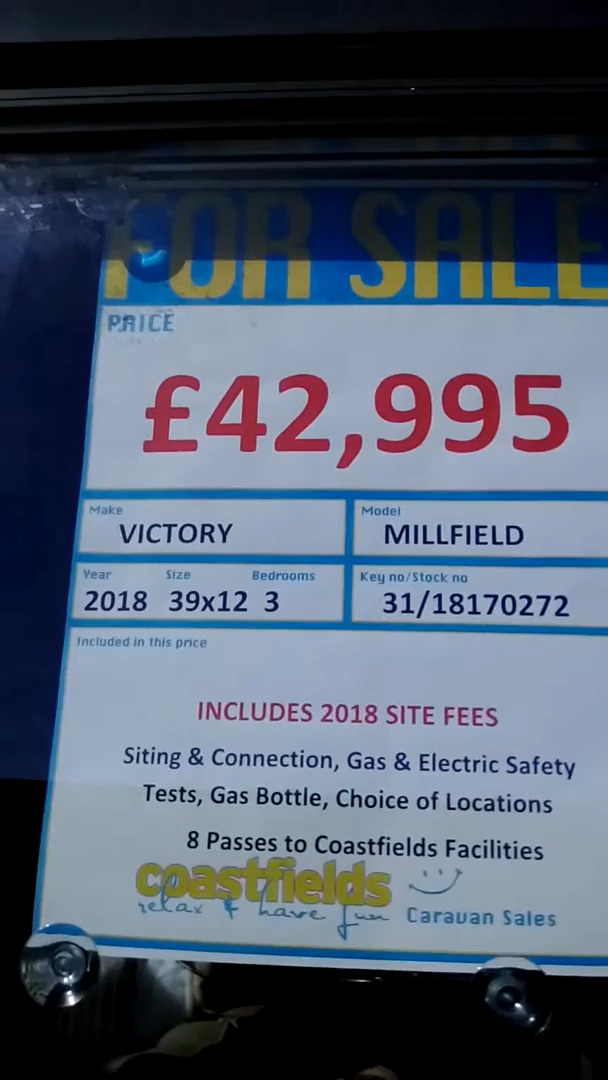 FOR SALE
PRICE
£42,995
Make
VICTORY
Model
MILLFIELD
Year Size Bedrooms
2018 39x12 3
Key no/Stock no
31/18170272
Included in this price
INCLUDES 2018 SITE FEES
Siting & Connection, Gas & Electric Safety
Tests, Gas Bottle, Choice of Locations
8 Passes to Coastfields Facilities
coastfields
relax & have fun Caravan Sales